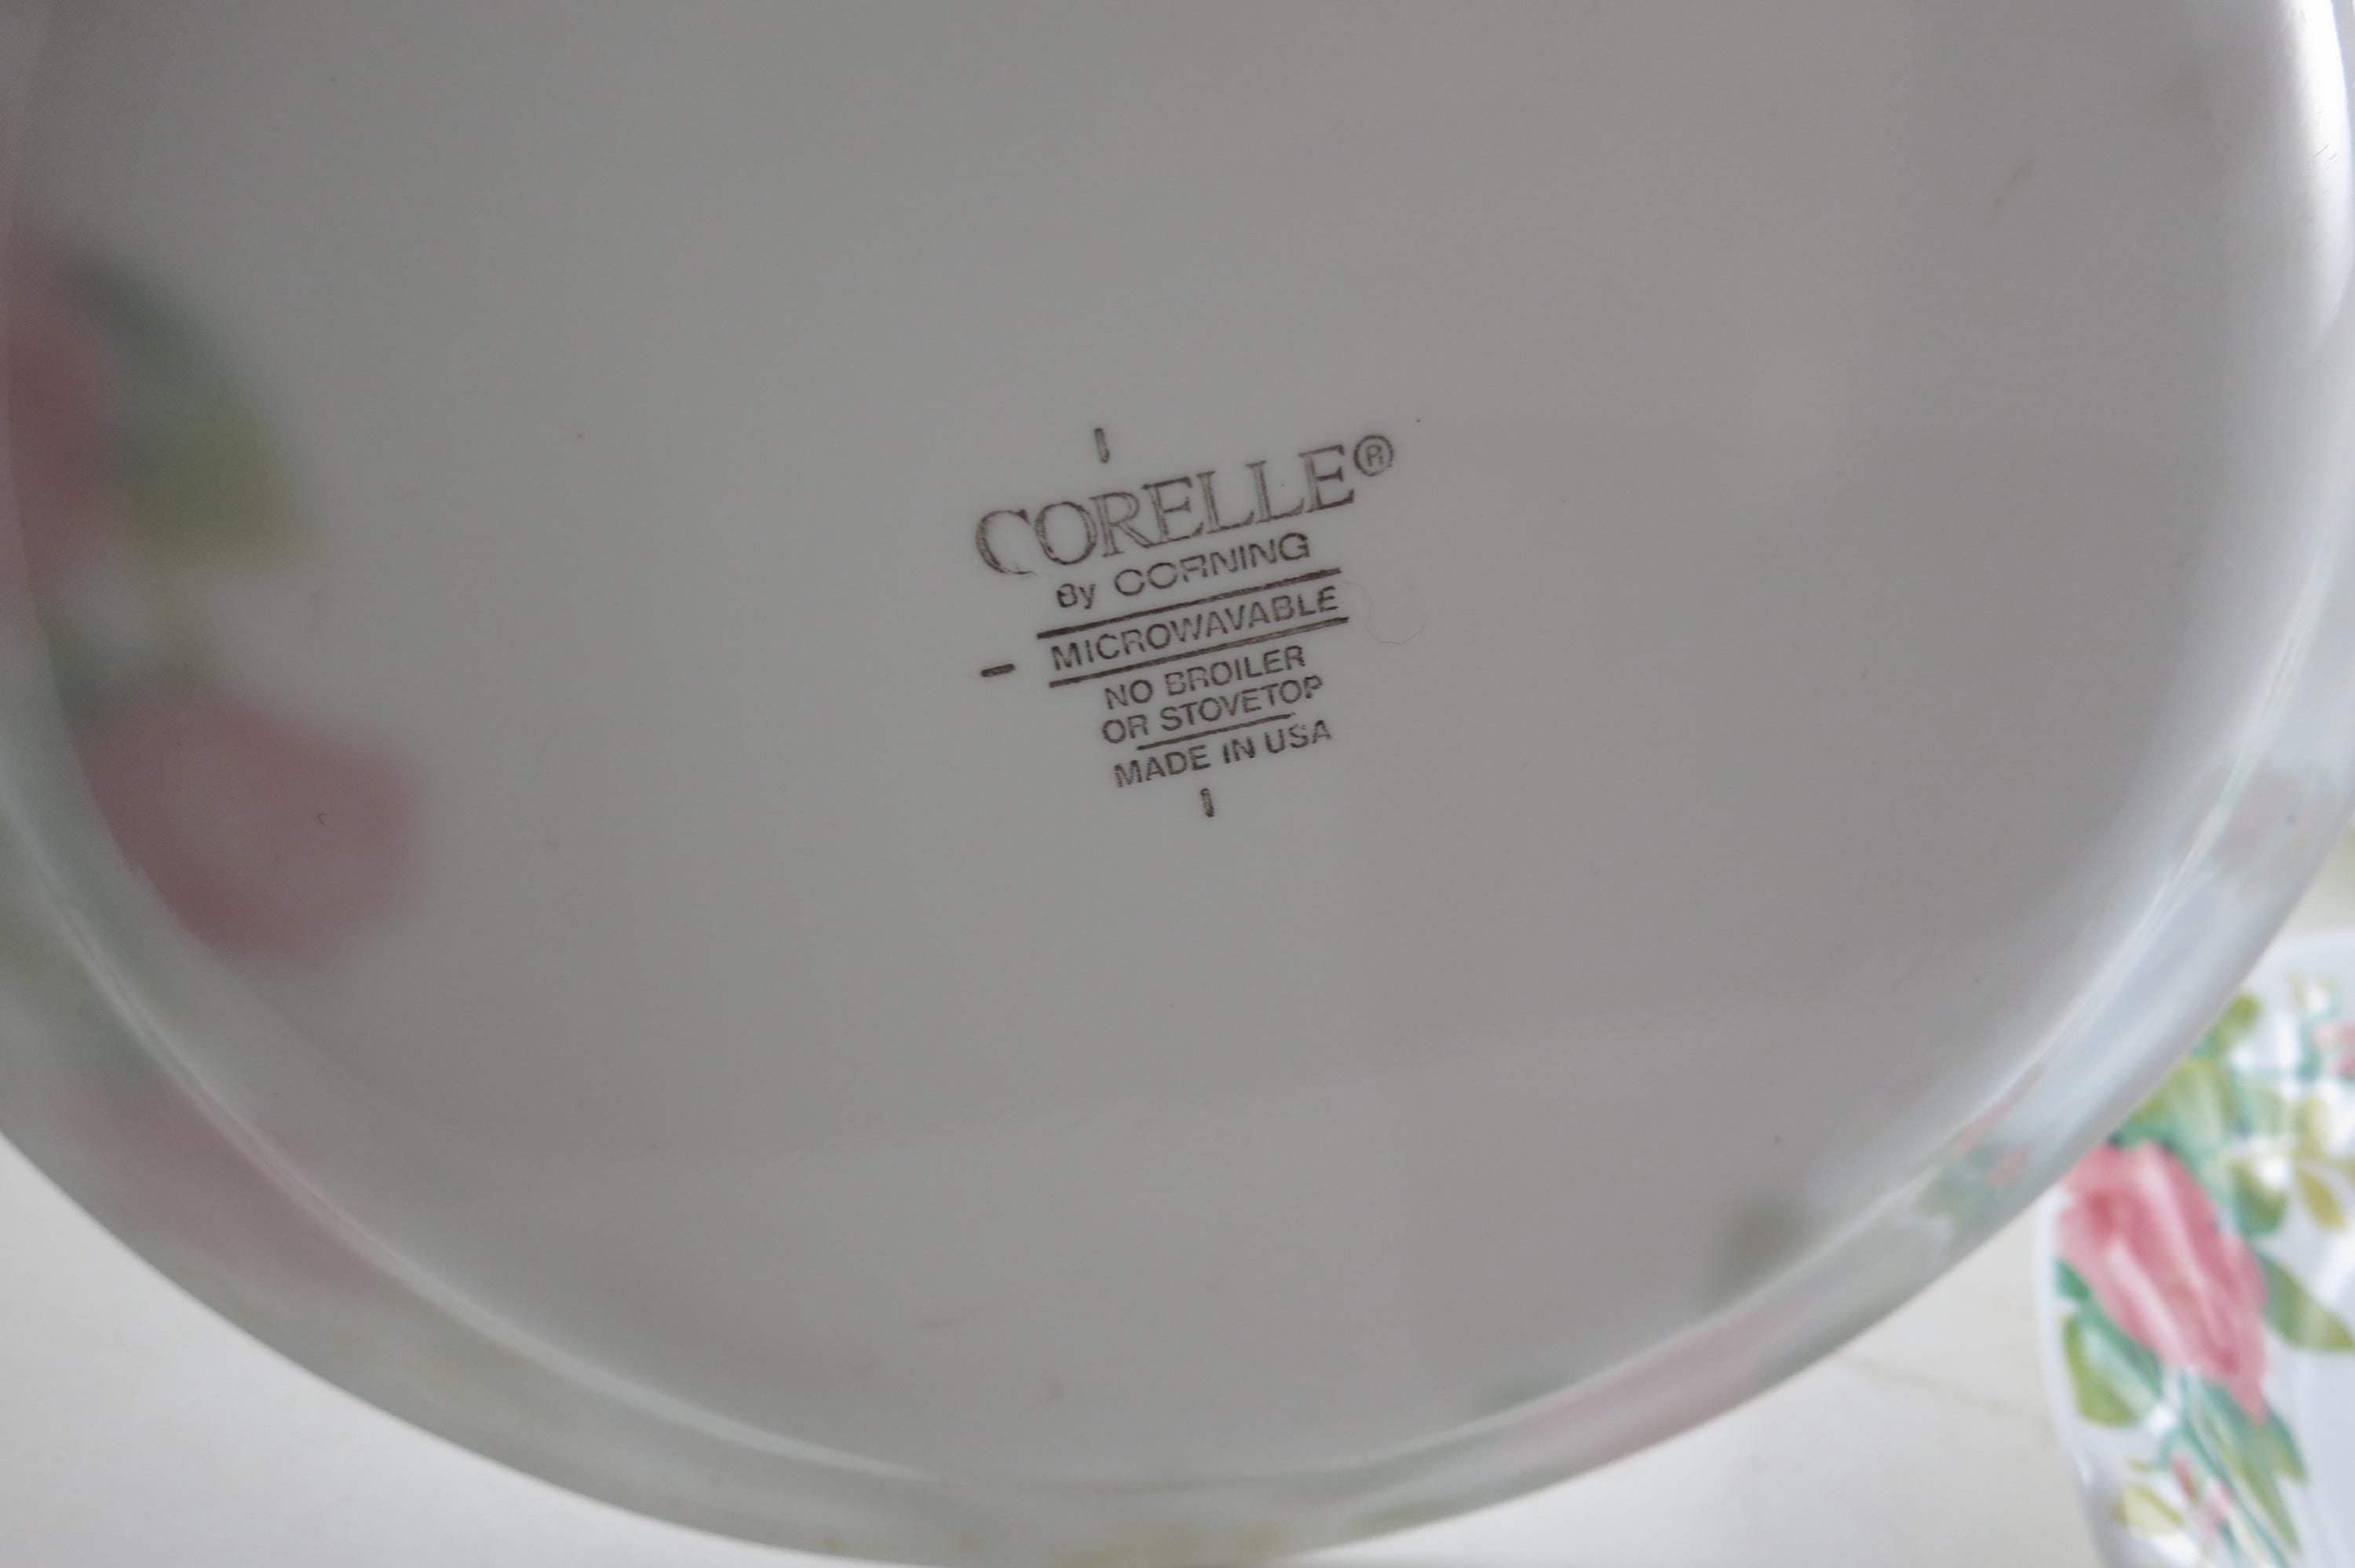 CORELLE®
By CORNING
MICROWAVABLE
NO BROILER
OR STOVETOP
MADE IN USA